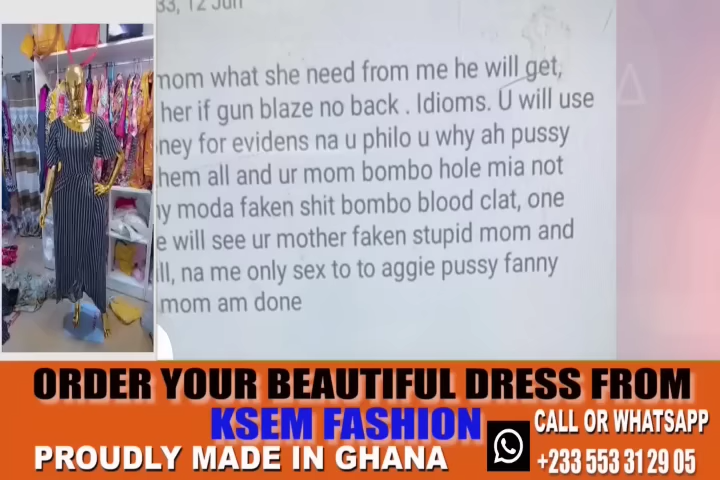 33, 12 Jun
mom what she need from me he will get,
her if gun blaze no back . Idioms. U will use
ney for evidens na u philo u why ah pussy
hem all and ur mom bombo hole mia not
y moda faken shit bombo blood clat, one
e will see ur mother faken stupid mom and
ll, na me only sex to to aggie pussy fanny
mom am done
ORDER YOUR BEAUTIFUL DRESS FROM
KSEM FASHION
PROUDLY MADE IN GHANA
CALL OR WHATSAPP
+233 553 31 29 05